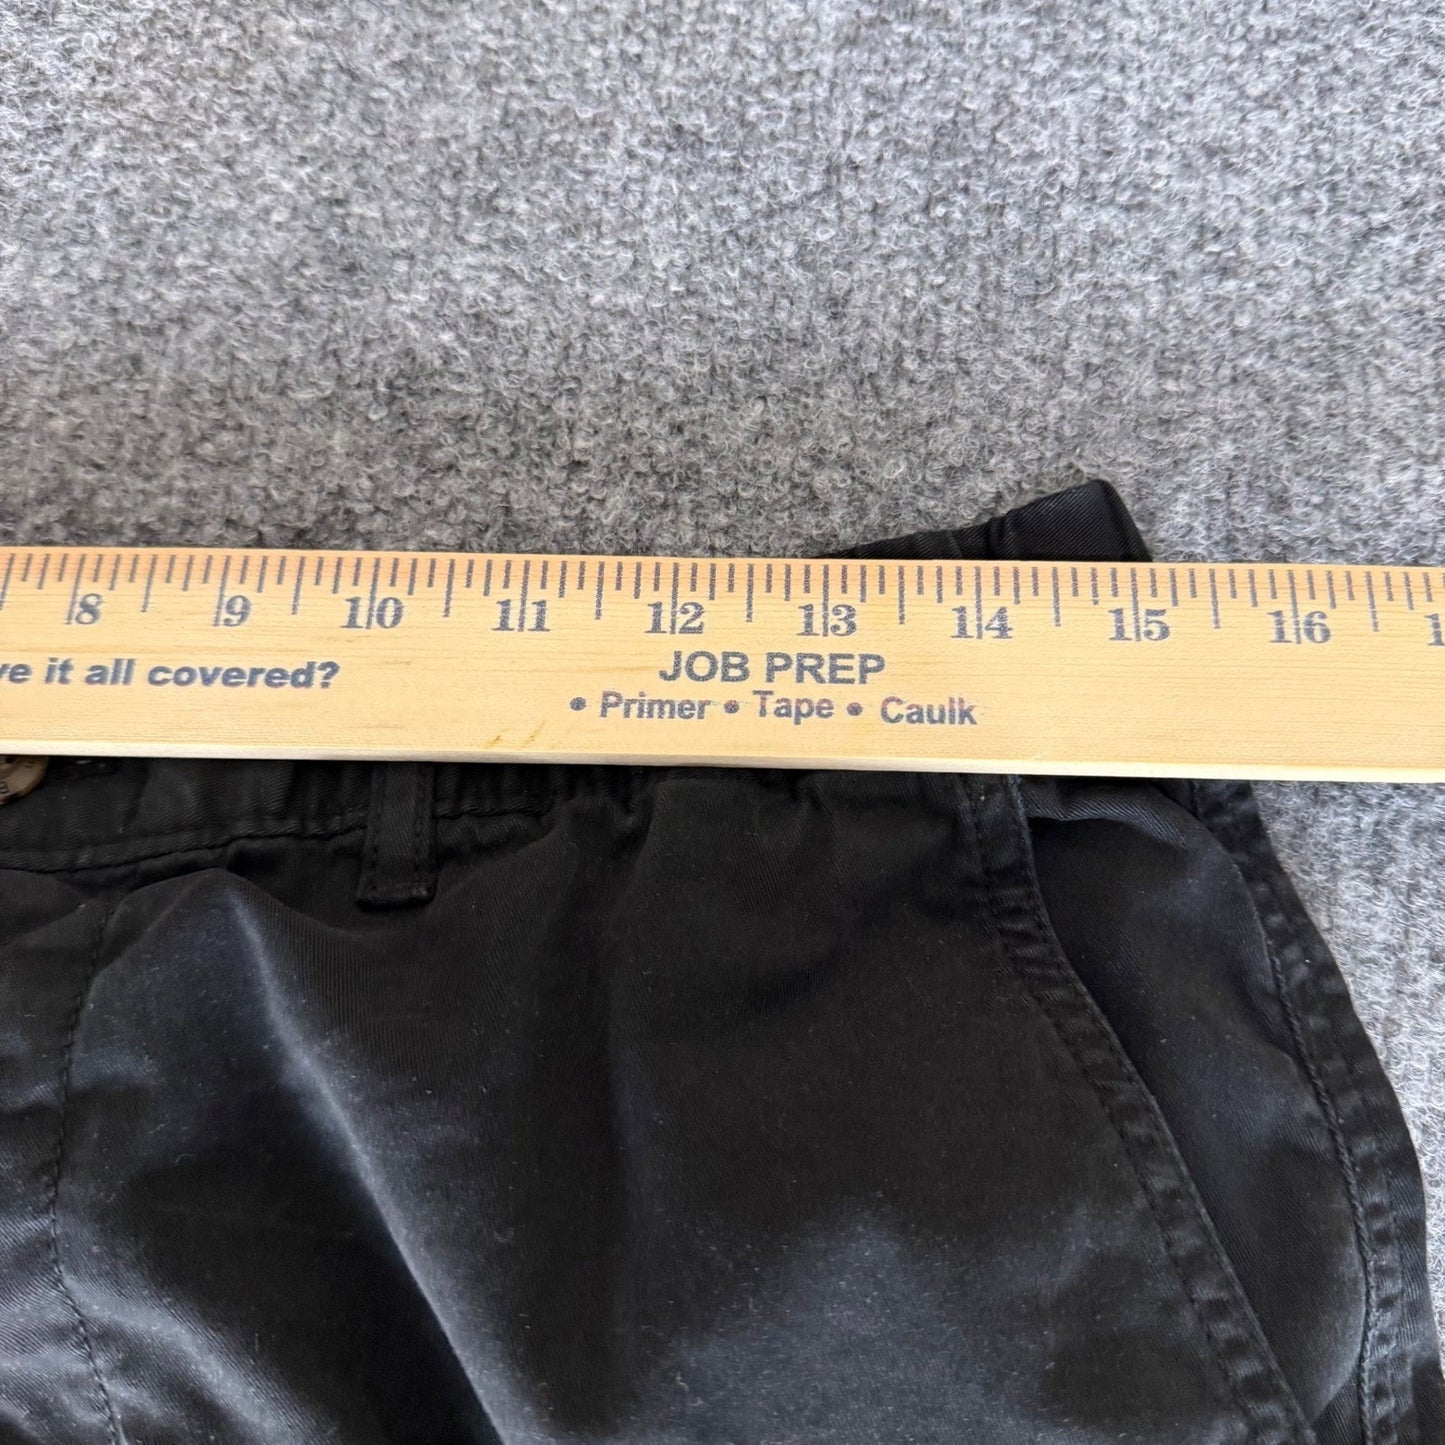 8 9 10 11 12 13 14 15 16
ve it all covered?
JOB PREP
• Primer • Tape • Caulk